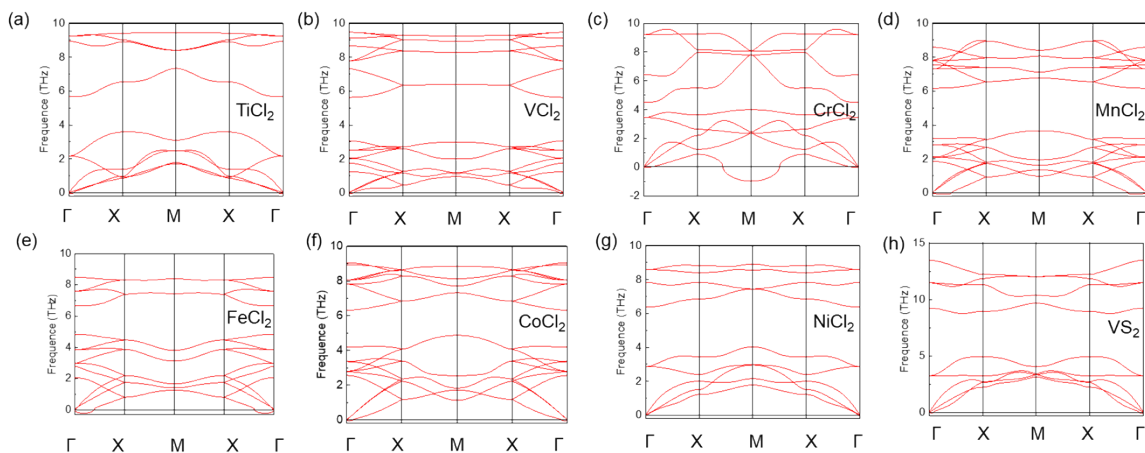 (a)
10
8
6
4
2
0
Frequence (THz)
TiCl2
Γ X M X Γ
(b)
10
8
6
4
2
0
Frequence (THz)
VCl2
Γ X M X Γ
(c)
10
8
6
4
2
0
-2
Frequence (THz)
CrCl2
Γ X M X Γ
(d)
10
8
6
4
2
0
Frequence (THz)
MnCl2
Γ X M X Γ
(e)
10
8
6
4
2
0
Frequence (THz)
FeCl2
Γ X M X Γ
(f)
10
8
6
4
2
0
Frequence (THz)
CoCl2
Γ X M X Γ
(g)
10
8
6
4
2
0
Frequence (THz)
NiCl2
Γ X M X Γ
(h)
15
10
5
0
Frequence (THz)
VS2
Γ X M X Γ